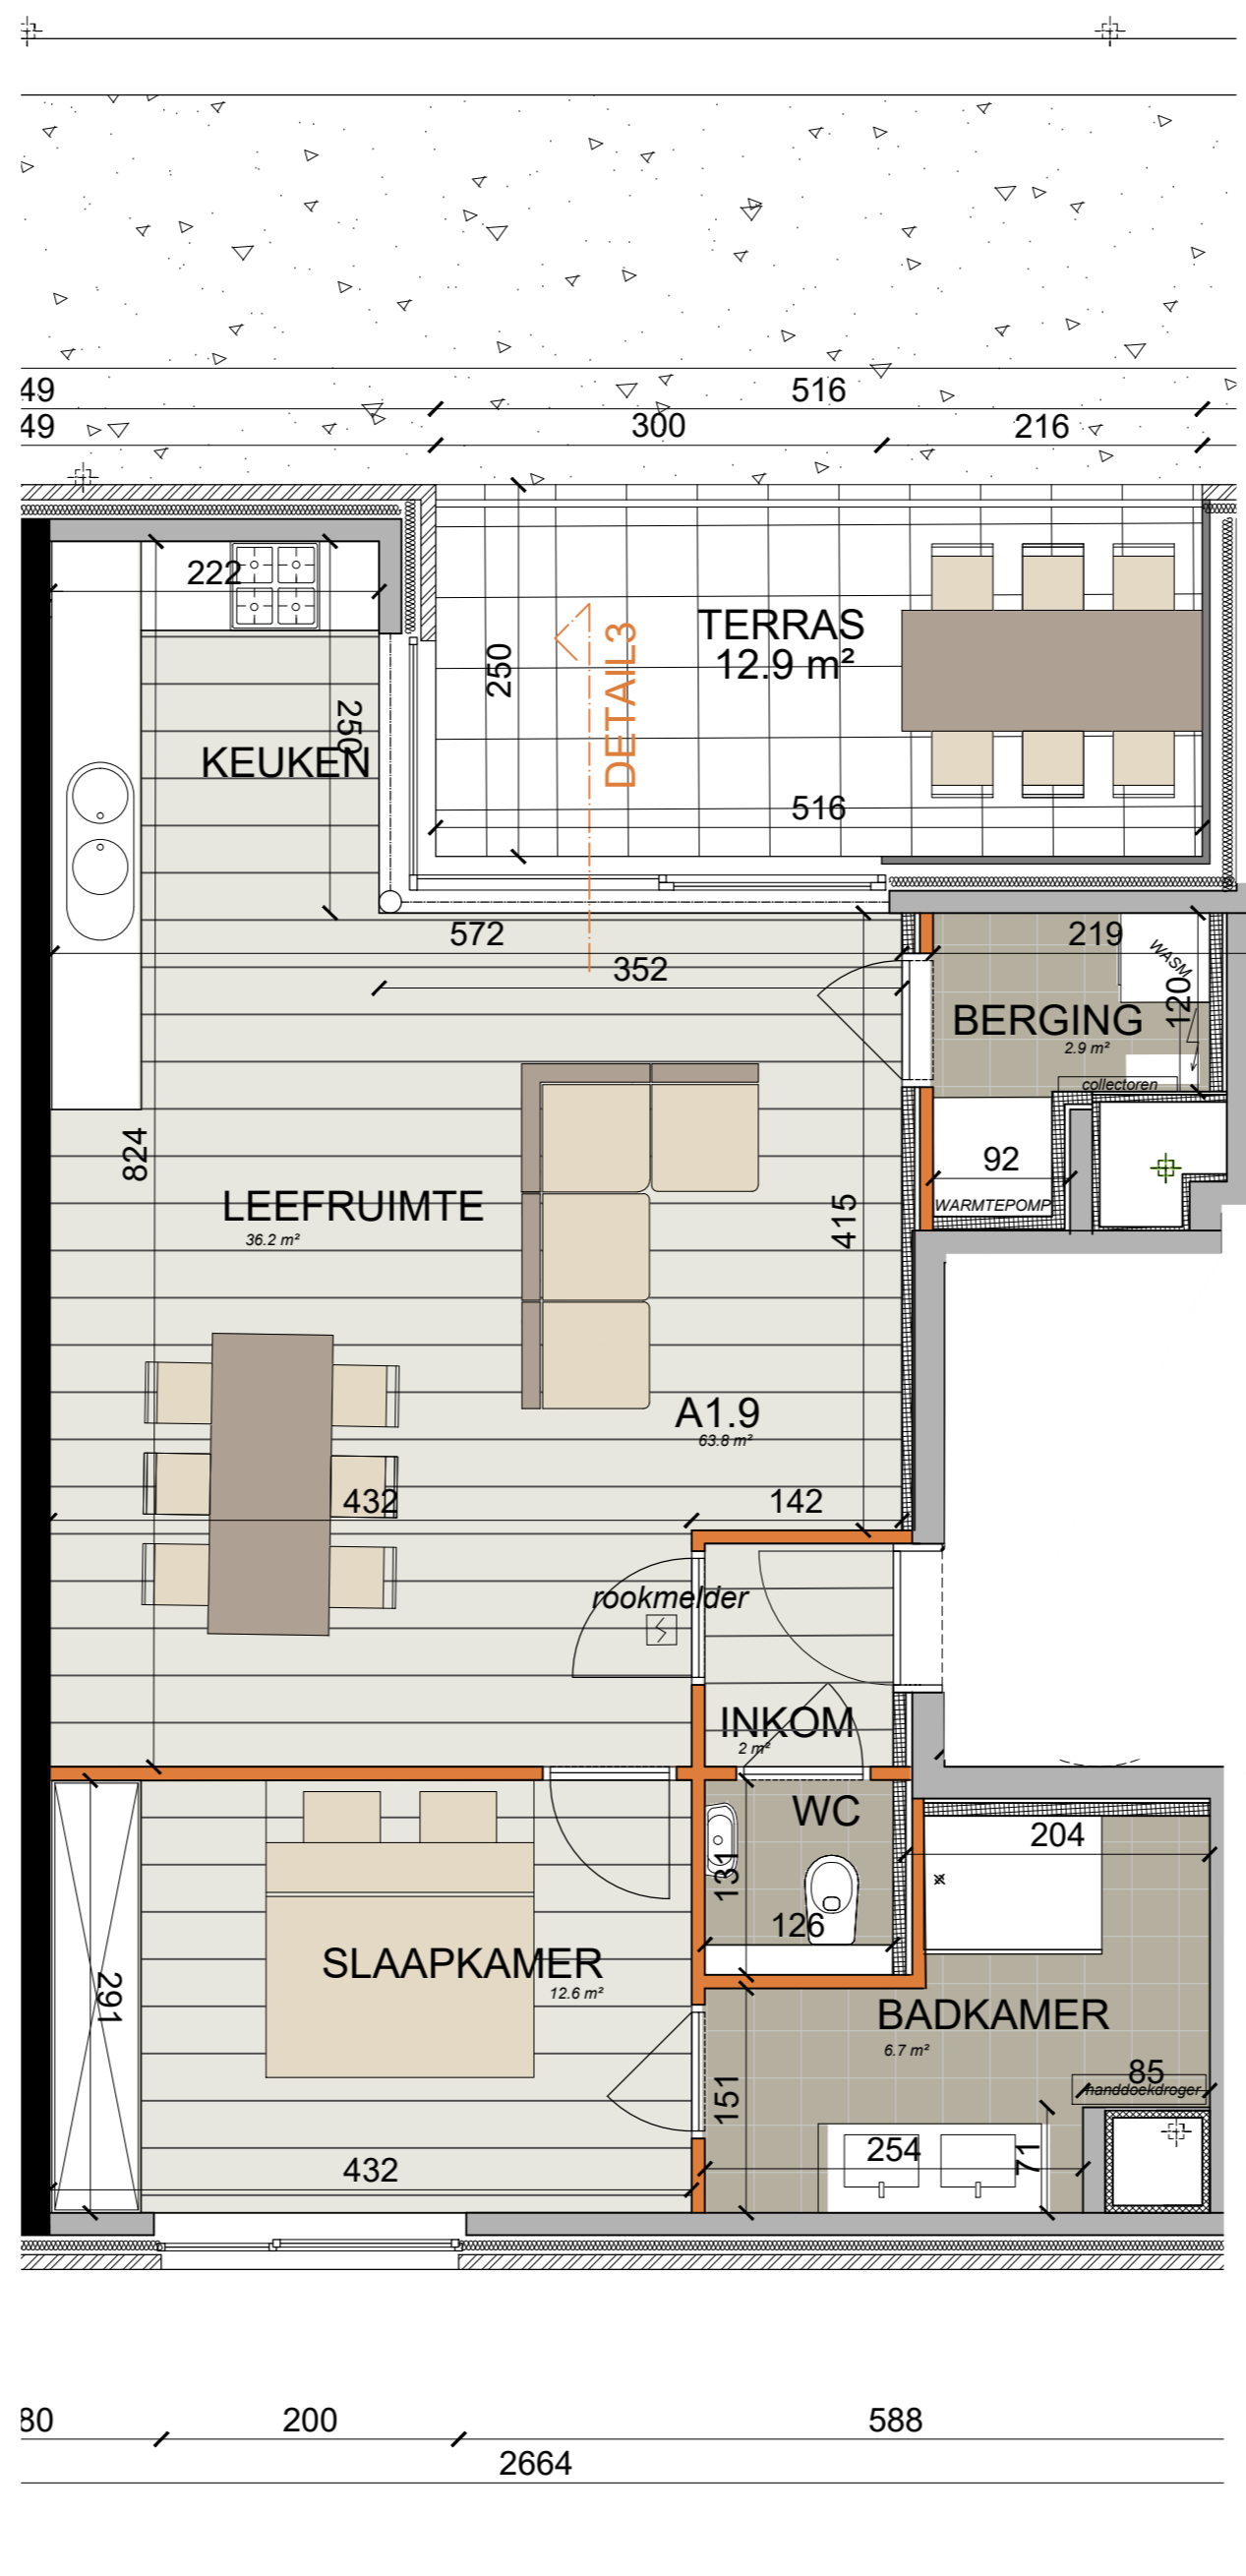 49
516
49
300
216
222
TERRAS
12.9 m²
250
DETAIL3
250
KEUKEN
516
572
219
352
WASM
120
BERGING
2.9 m²
collectoren
824
92
LEEFRUIMTE
36.2 m²
415
WARMTEPOMP
A1.9
63.8 m²
432
142
rookmelder
INKOM
2 m²
WC
204
131
126
SLAAPKAMER
12.6 m²
291
BADKAMER
6.7 m²
85
handdoekdroger
151
254
71
432
80
200
588
2664